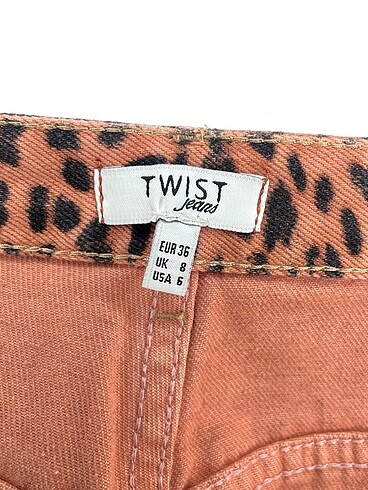 TWIST
jeans
EUR 36
UK 8
USA 6